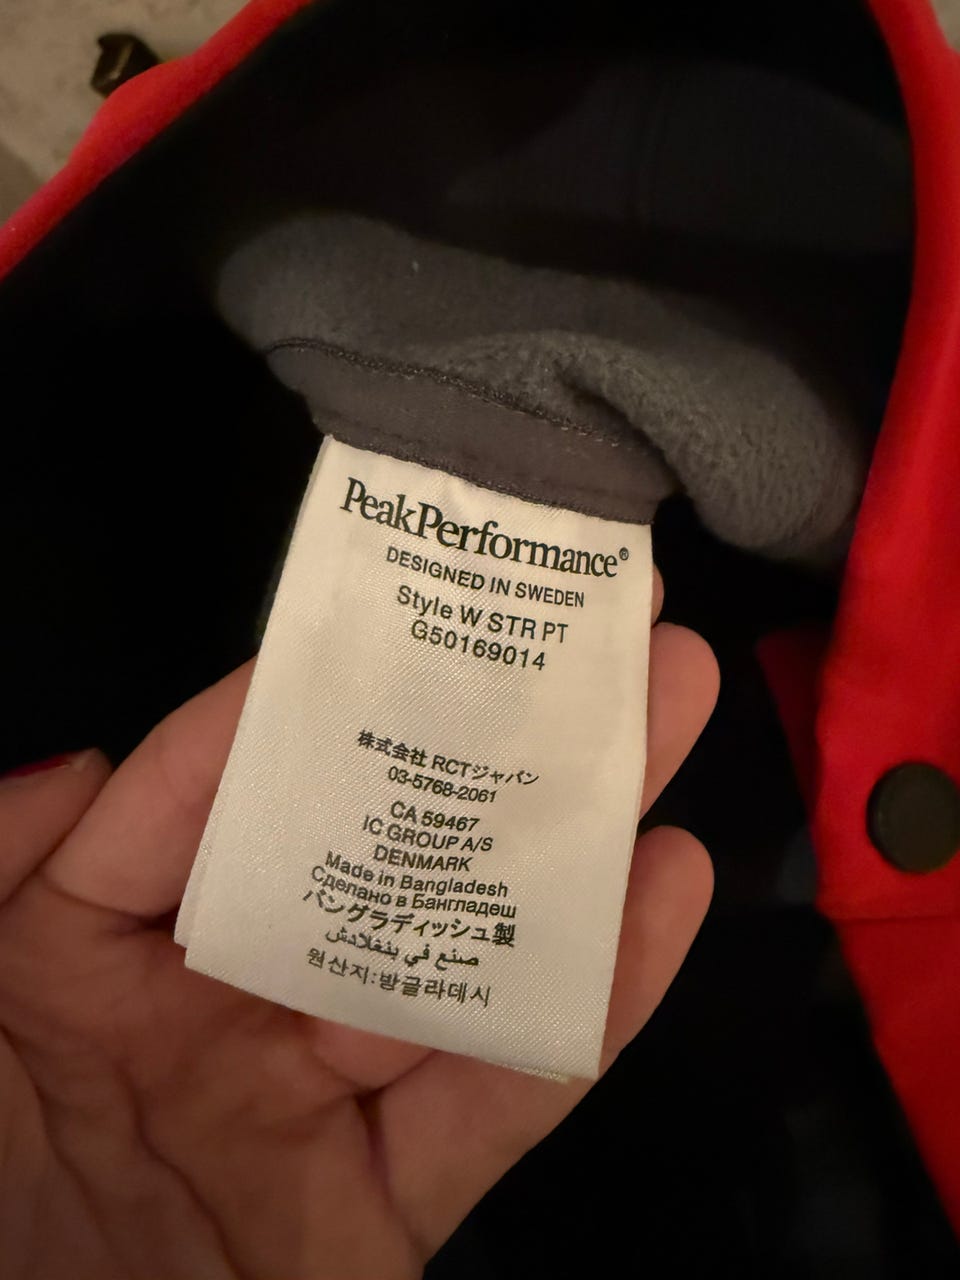 PeakPerformance®
DESIGNED IN SWEDEN
Style W STR PT
G50169014
株式会社 RCTジャパン
03-5768-2061
CA 59467
IC GROUP A/S
DENMARK
Made in Bangladesh
Сделано в Бангладеш
バングラディッシュ製
صنع في بنغلادش
원산지:방글라데시